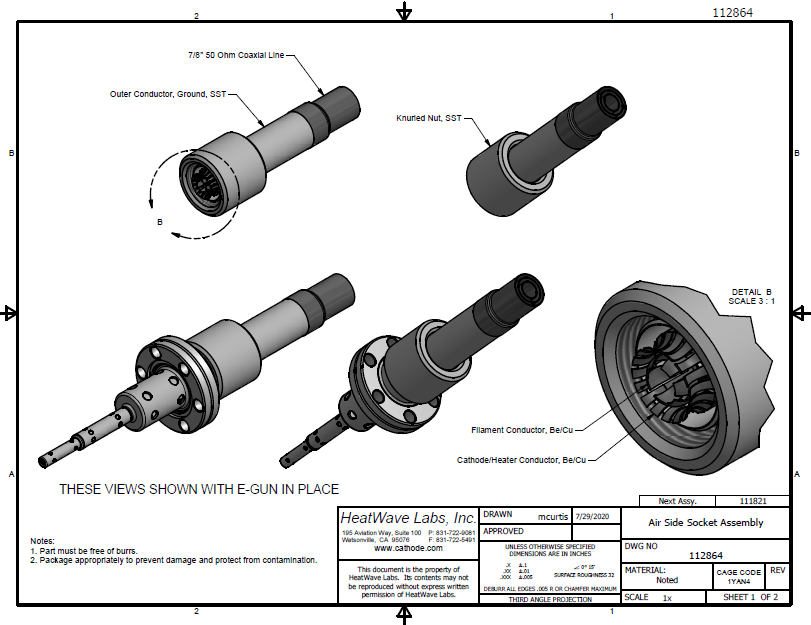 2
1
112864
7/8" 50 Ohm Coaxial Line
Outer Conductor, Ground, SST
Knurled Nut, SST
B
B
B
DETAIL B
SCALE 3 : 1
Filament Conductor, Be/Cu
Cathode/Heater Conductor, Be/Cu
A
A
THESE VIEWS SHOWN WITH E-GUN IN PLACE
Notes:
1. Part must be free of burrs.
2. Package appropriately to prevent damage and protect from contamination.
Next Assy.
111821
HeatWave Labs, Inc.
195 Aviation Way, Suite 100 P: 831-722-9081
Watsonville, CA 95076 F: 831-722-5491
www.cathode.com
This document is the property of
HeatWave Labs. Its contents may not
be reproduced without express written
permission of HeatWave Labs.
DRAWN mcurtis 7/29/2020
APPROVED
UNLESS OTHERWISE SPECIFIED
DIMENSIONS ARE IN INCHES
.X ±.1
.XX ±.01
.XXX ±.005
∠ 0° 15'
SURFACE ROUGHNESS 32
DEBURR ALL EDGES .005 R OR CHAMFER MAXIMUM
THIRD ANGLE PROJECTION
Air Side Socket Assembly
DWG NO
112864
MATERIAL:
Noted
CAGE CODE
1YAN4
REV
SCALE 1x
SHEET 1 OF 2
2
1